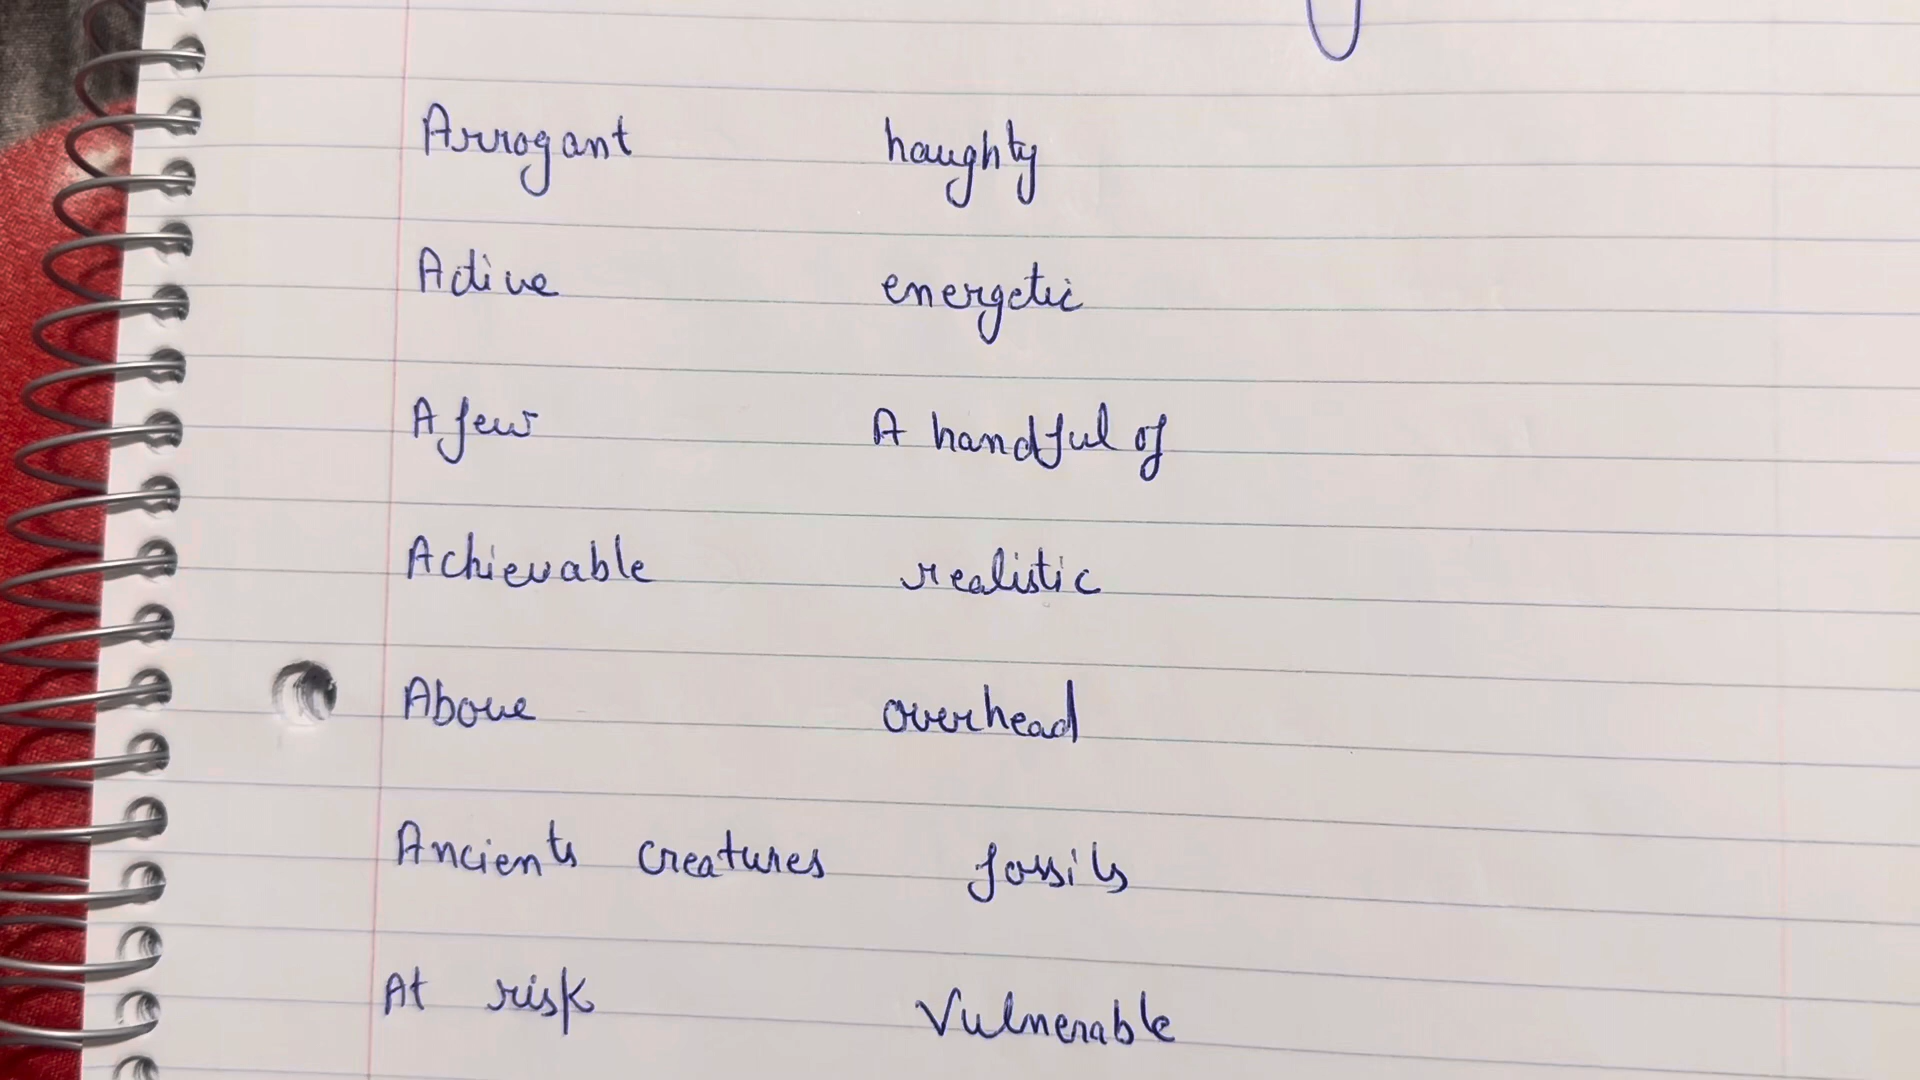 Arrogant haughty
Active energetic
A few A handful of
Achievable realistic
Above overhead
Ancients creatures fossils
At risk Vulnerable